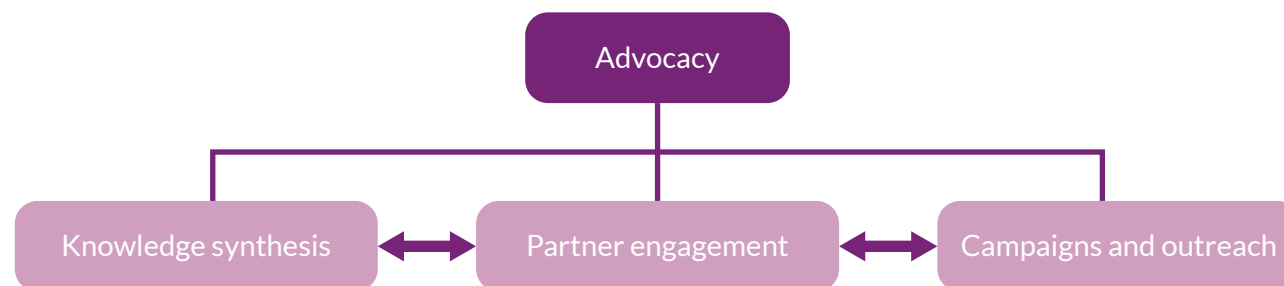 Advocacy
Knowledge synthesis
Partner engagement
Campaigns and outreach